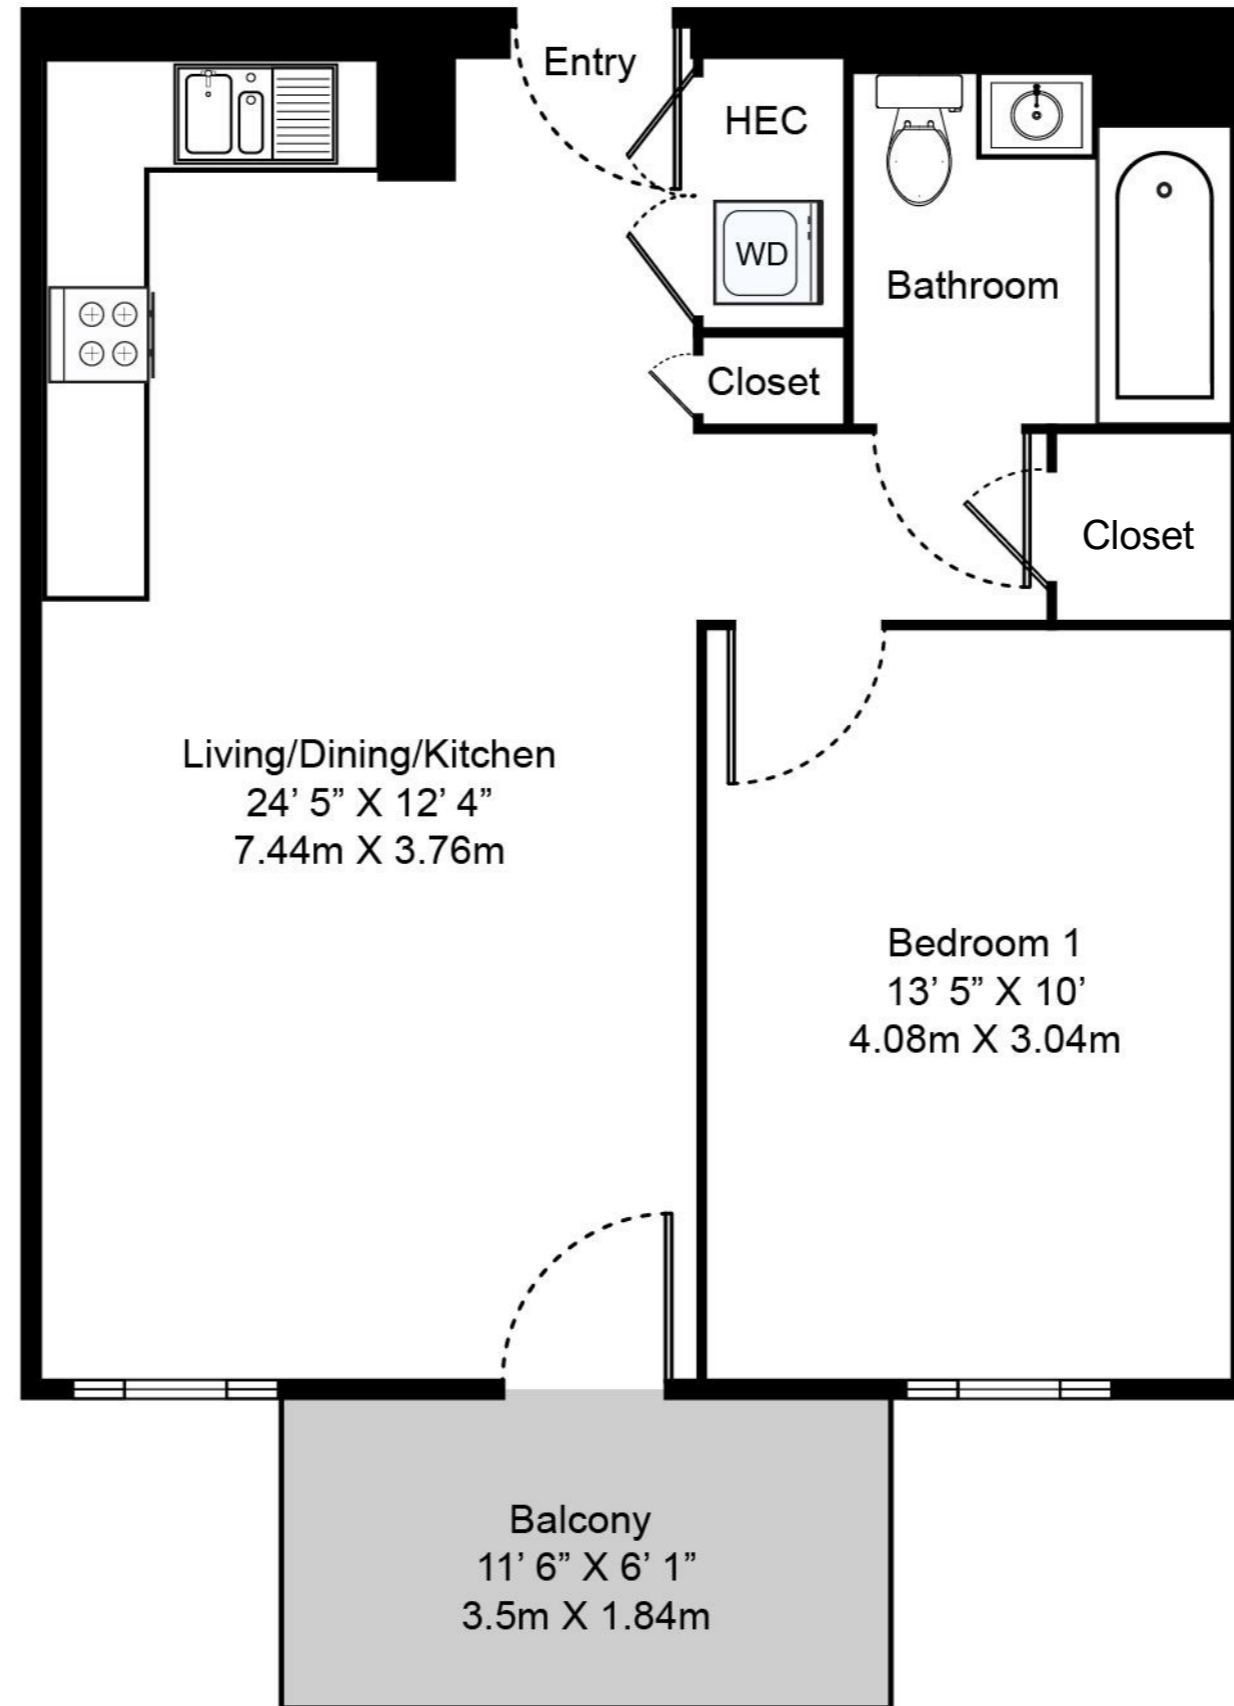 Entry
HEC
WD
Bathroom
Closet
Closet
Living/Dining/Kitchen
24’ 5” X 12’ 4”
7.44m X 3.76m
Bedroom 1
13’ 5” X 10’
4.08m X 3.04m
Balcony
11’ 6” X 6’ 1”
3.5m X 1.84m